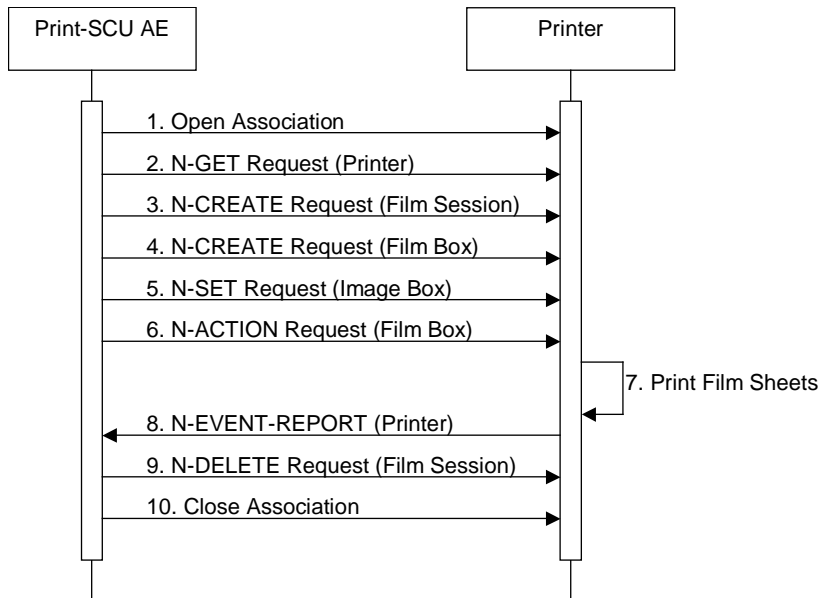 Print-SCU AE
Printer
1. Open Association
2. N-GET Request (Printer)
3. N-CREATE Request (Film Session)
4. N-CREATE Request (Film Box)
5. N-SET Request (Image Box)
6. N-ACTION Request (Film Box)
7. Print Film Sheets
8. N-EVENT-REPORT (Printer)
9. N-DELETE Request (Film Session)
10. Close Association